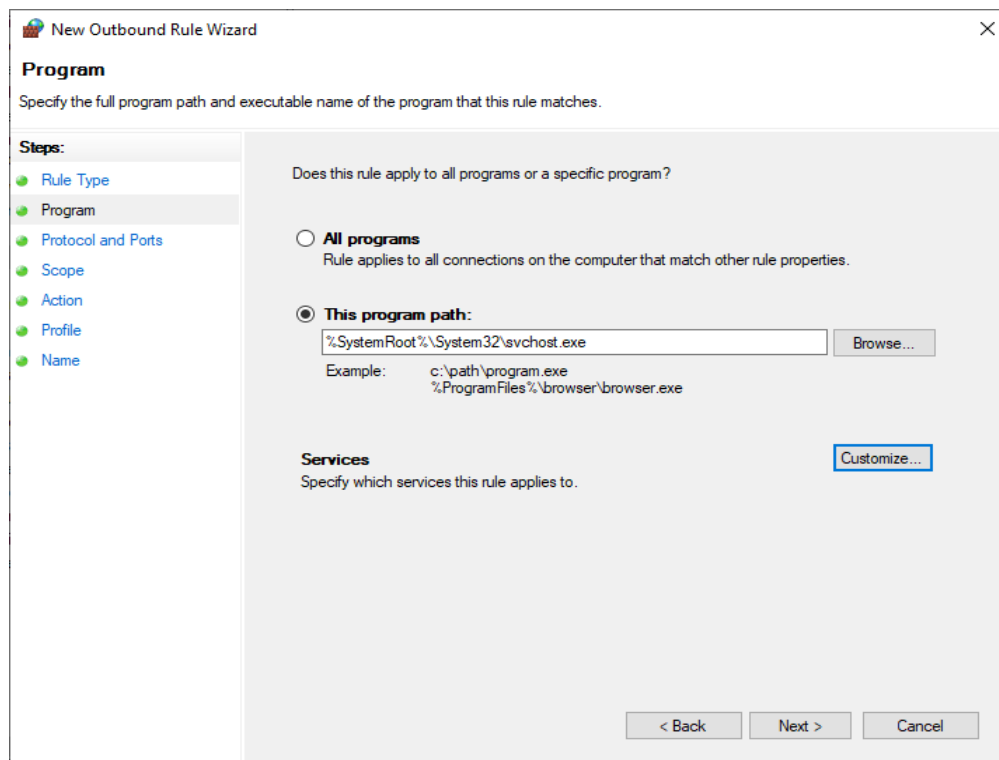 New Outbound Rule Wizard
Program
Specify the full program path and executable name of the program that this rule matches.
Steps:
Rule Type
Program
Protocol and Ports
Scope
Action
Profile
Name
Does this rule apply to all programs or a specific program?
All programs
Rule applies to all connections on the computer that match other rule properties.
This program path:
%SystemRoot%\System32\svchost.exe
Browse...
Example: c:\path\program.exe
%ProgramFiles%\browser\browser.exe
Services
Customize...
Specify which services this rule applies to.
< Back Next > Cancel